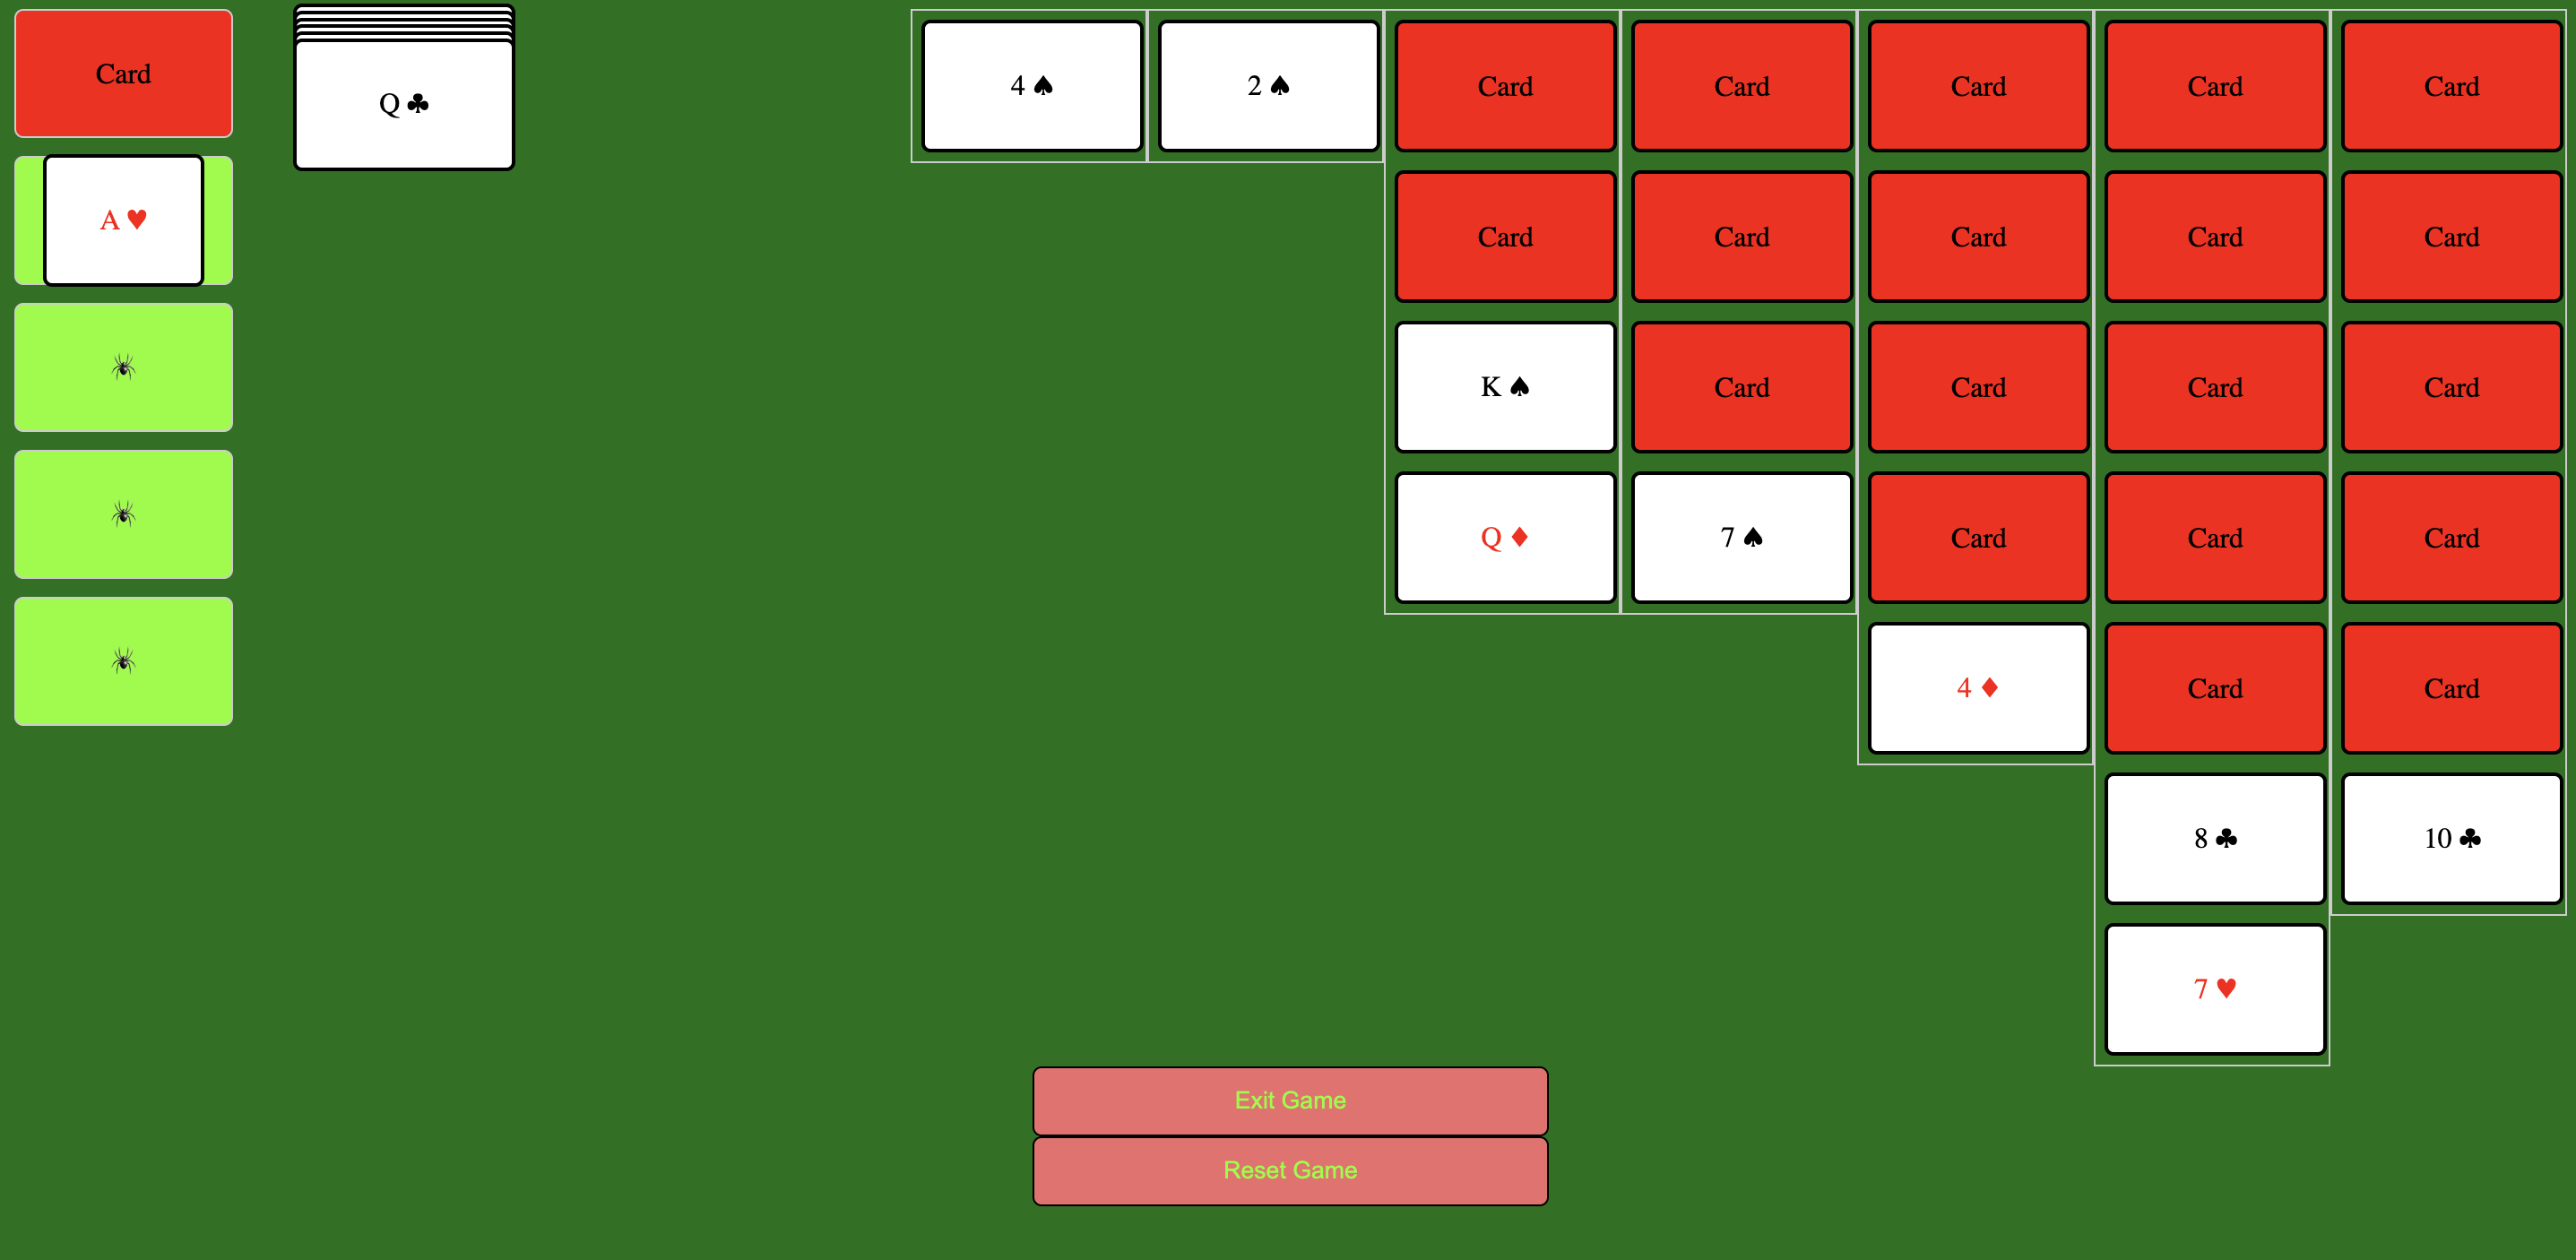 Card Q ♣ 4 ♠ 2 ♠ Card Card Card Card Card
A ♥ Card Card Card Card Card
K ♠ Card Card Card Card
Q ♦ 7 ♠ Card Card Card
4 ♦ Card Card
8 ♣ 10 ♣
7 ♥
Exit Game
Reset Game